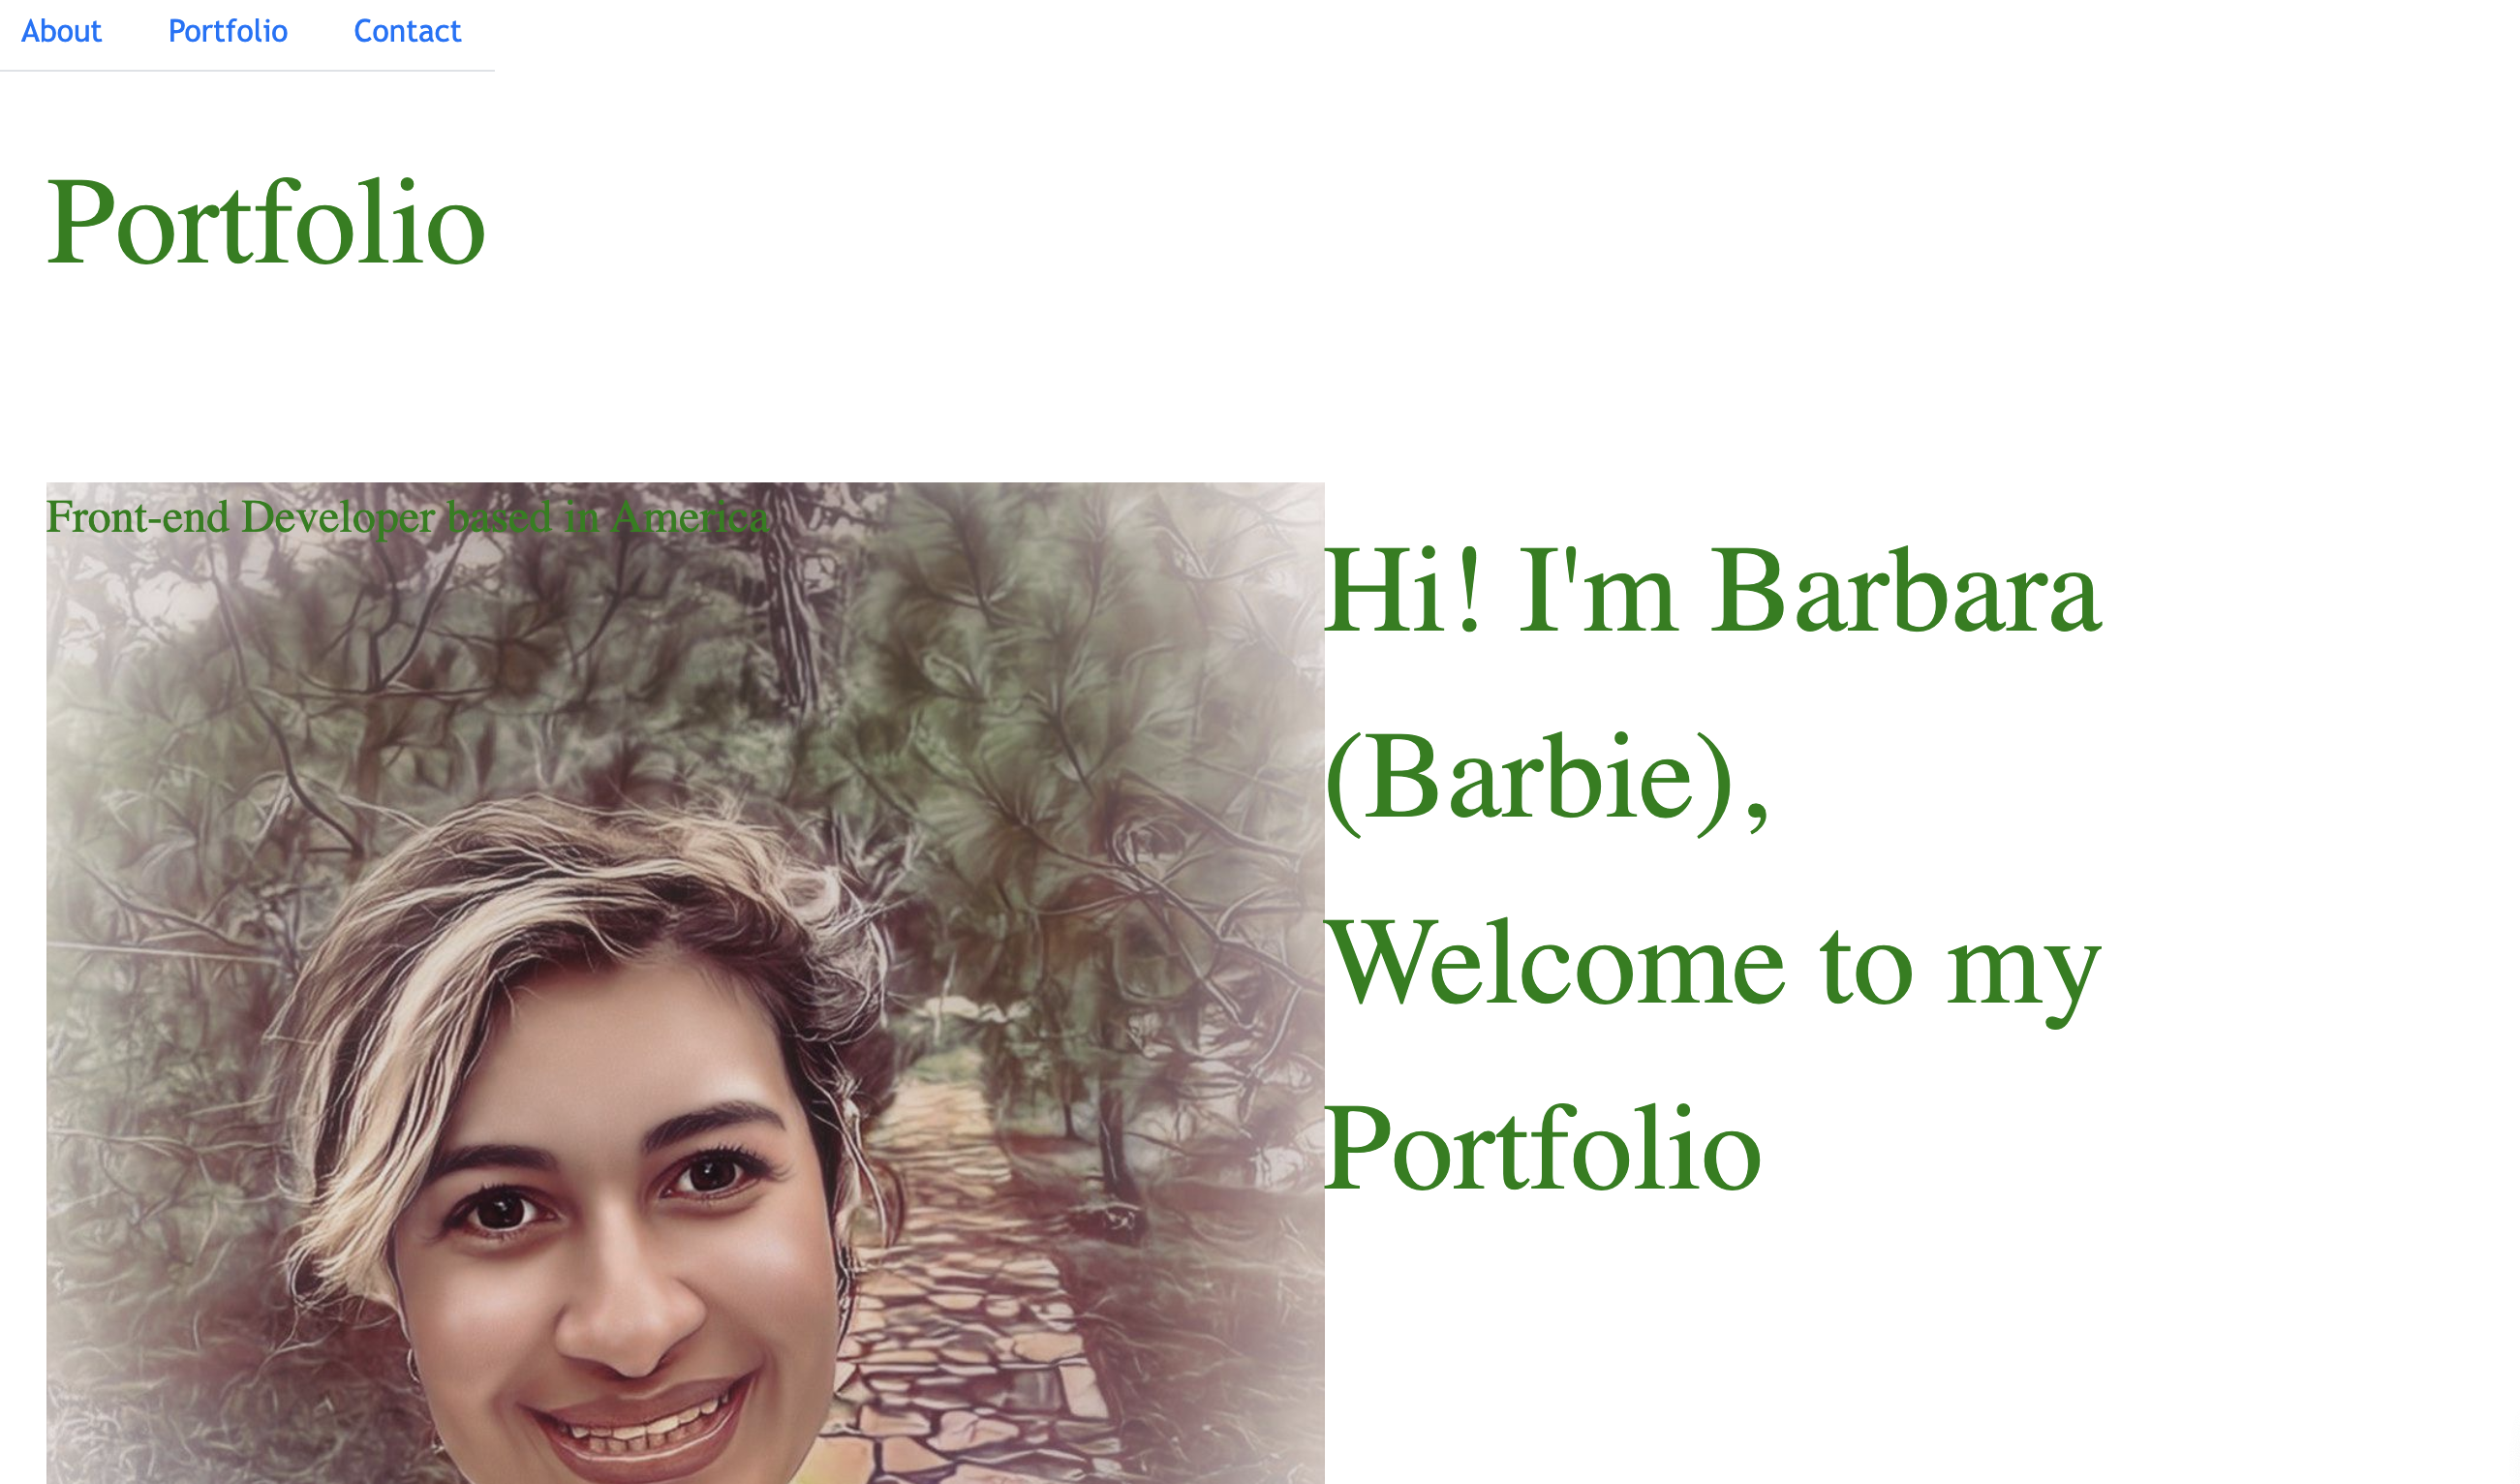 About Portfolio Contact
Portfolio
Front-end Developer based in America
Hi! I'm Barbara
(Barbie),
Welcome to my
Portfolio